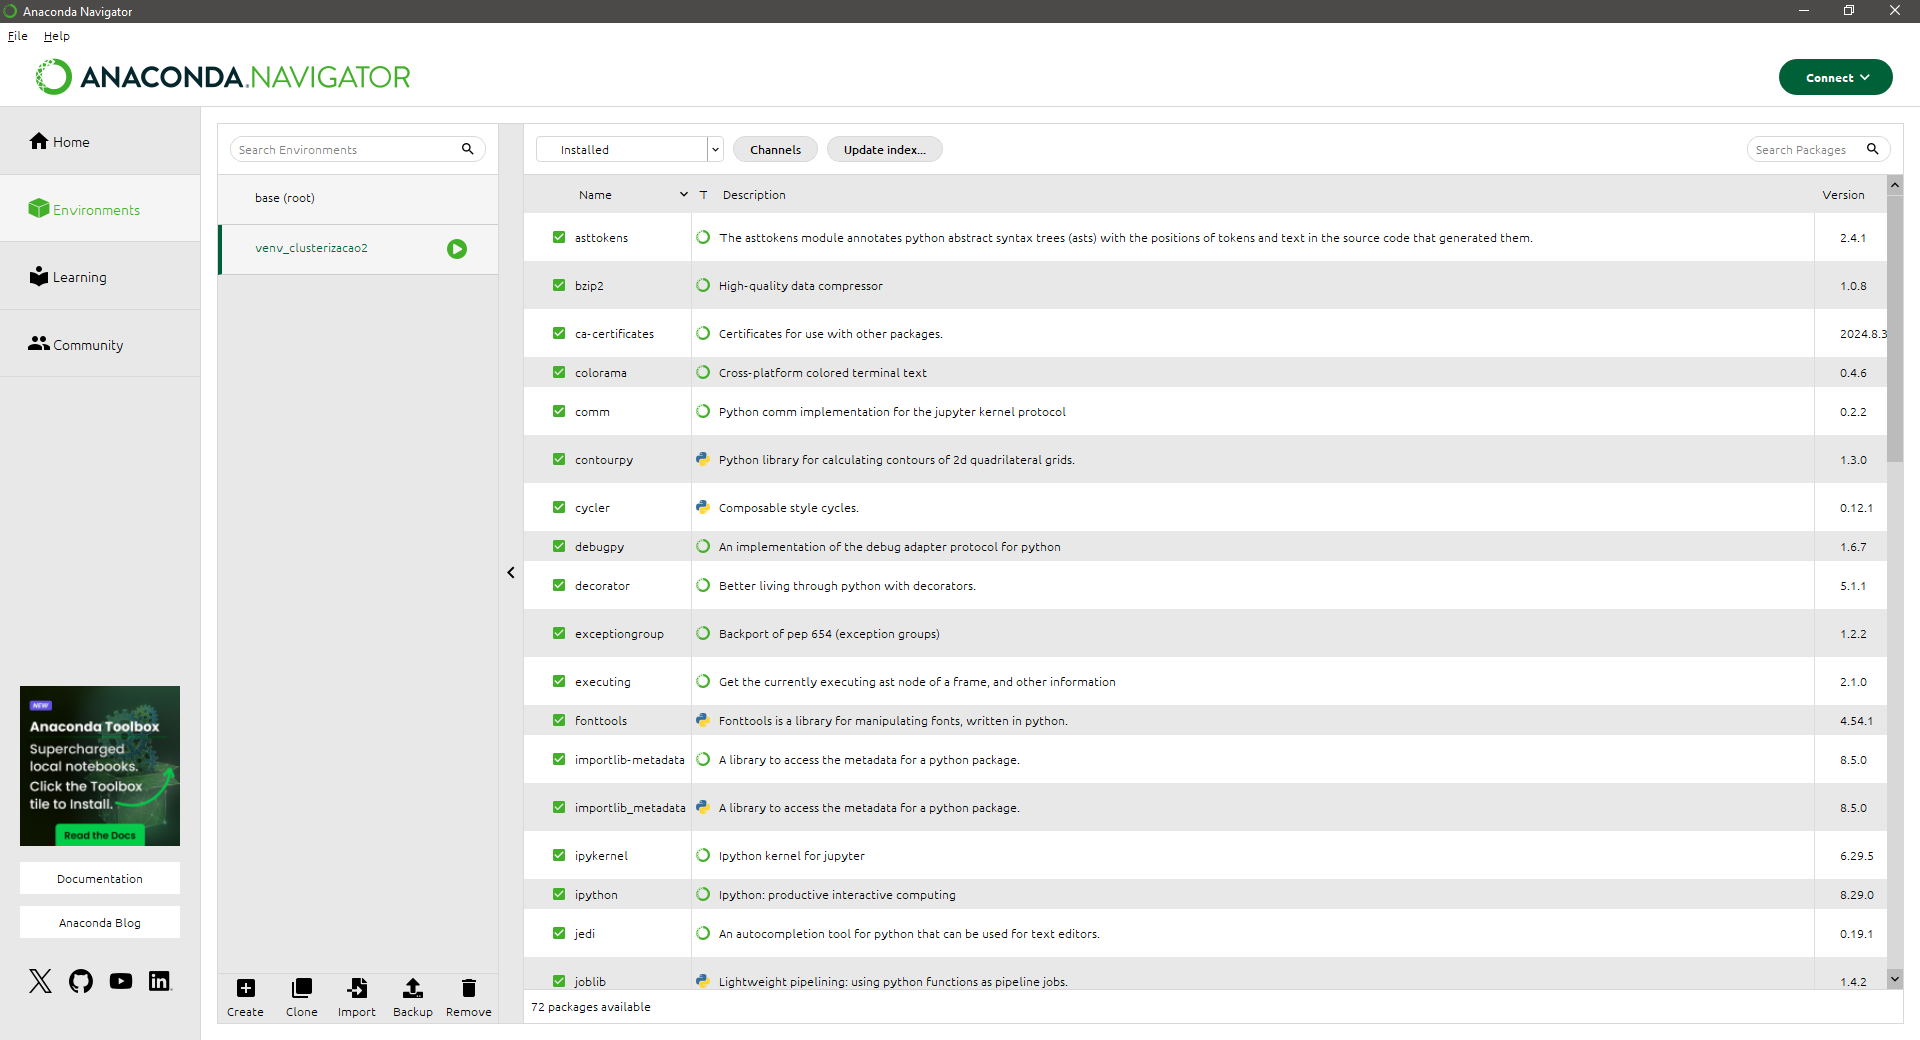 Anaconda Navigator
File Help
ANACONDA.NAVIGATOR
Connect
Home
Environments
Learning
Community
NEW
Anaconda Toolbox
Supercharged
local notebooks.
Click the Toolbox
tile to Install.
Read the Docs
Documentation
Anaconda Blog
Search Environments
base (root)
venv_clusterizacao2
Create Clone Import Backup Remove
Installed Channels Update index... Search Packages
Name T Description Version
asttokens The asttokens module annotates python abstract syntax trees (asts) with the positions of tokens and text in the source code that generated them. 2.4.1
bzip2 High-quality data compressor 1.0.8
ca-certificates Certificates for use with other packages. 2024.8.3
colorama Cross-platform colored terminal text 0.4.6
comm Python comm implementation for the jupyter kernel protocol 0.2.2
contourpy Python library for calculating contours of 2d quadrilateral grids. 1.3.0
cycler Composable style cycles. 0.12.1
debugpy An implementation of the debug adapter protocol for python 1.6.7
decorator Better living through python with decorators. 5.1.1
exceptiongroup Backport of pep 654 (exception groups) 1.2.2
executing Get the currently executing ast node of a frame, and other information 2.1.0
fonttools Fonttools is a library for manipulating fonts, written in python. 4.54.1
importlib-metadata A library to access the metadata for a python package. 8.5.0
importlib_metadata A library to access the metadata for a python package. 8.5.0
ipykernel Ipython kernel for jupyter 6.29.5
ipython Ipython: productive interactive computing 8.29.0
jedi An autocompletion tool for python that can be used for text editors. 0.19.1
joblib Lightweight pipelining: using python functions as pipeline jobs. 1.4.2
72 packages available